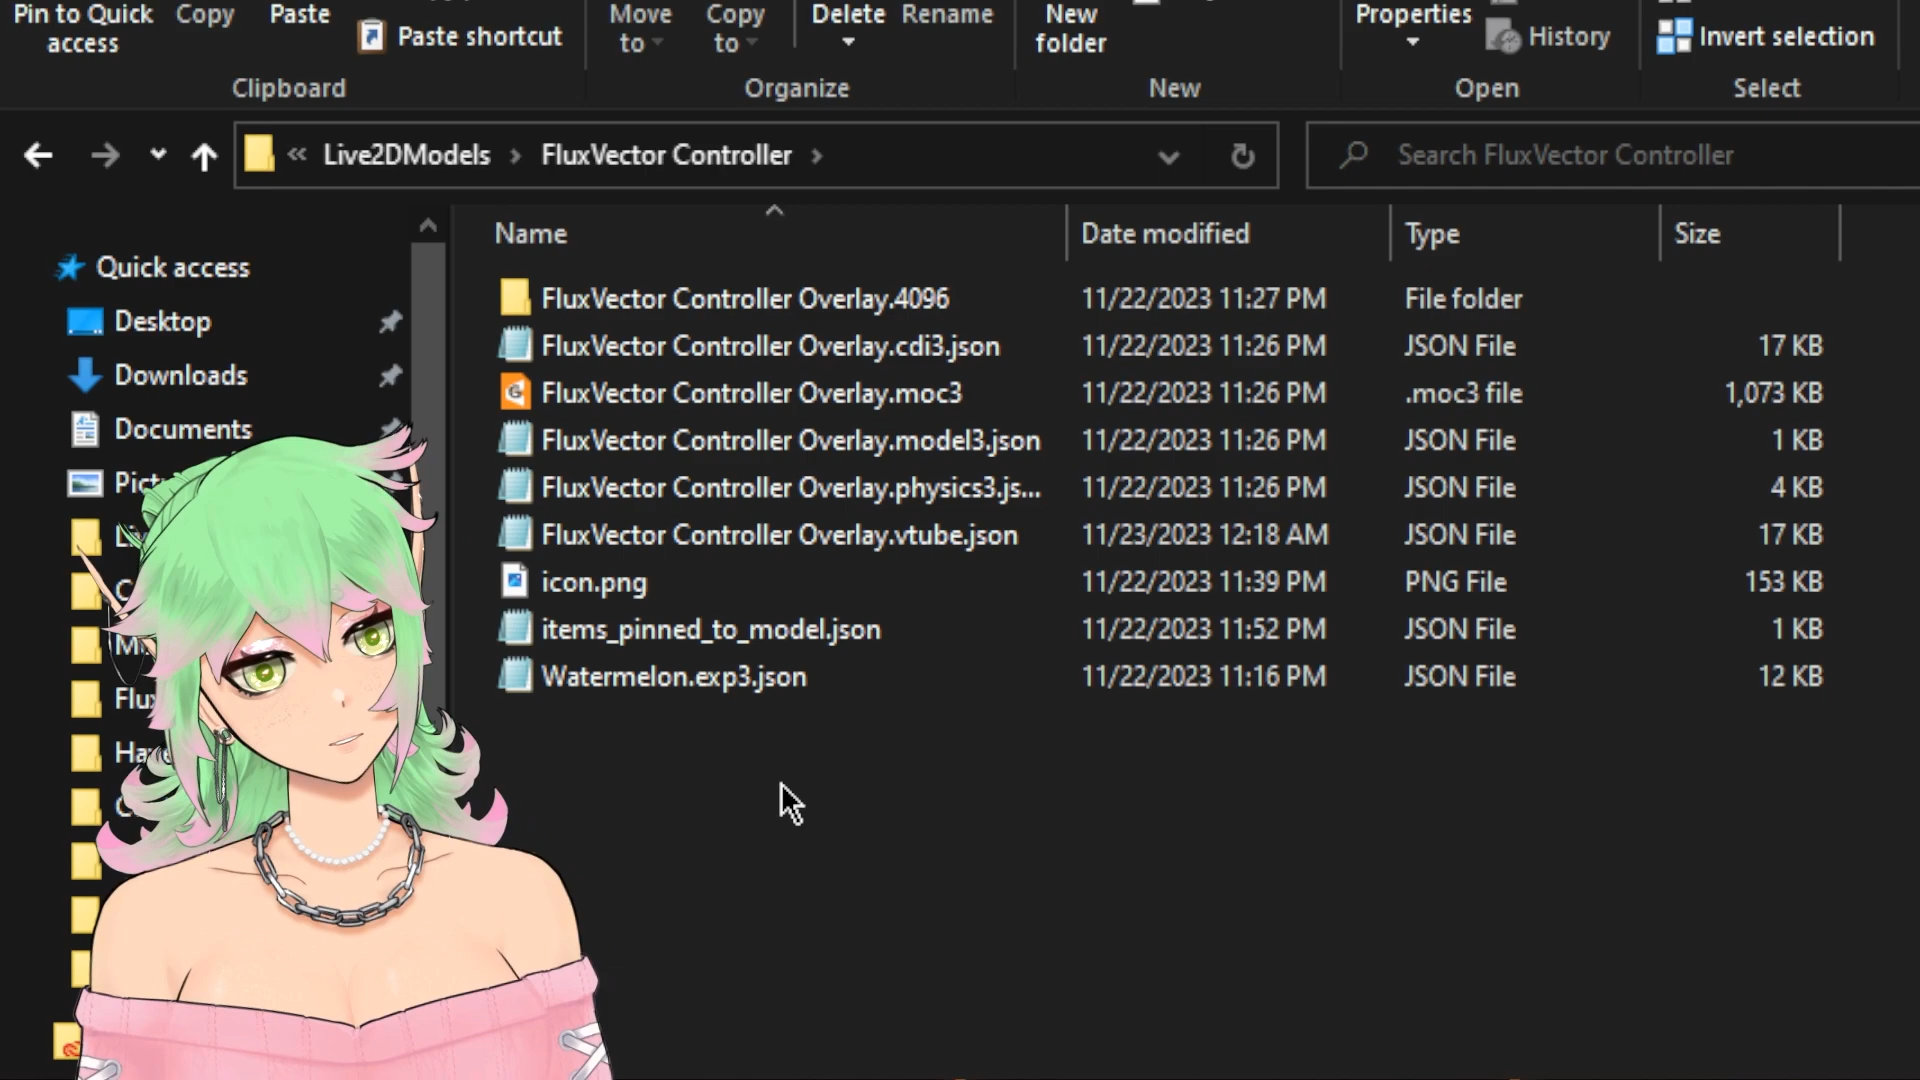 Pin to Quick access
Copy
Paste
Paste shortcut
Clipboard
Move to
Copy to
Delete
Rename
Organize
New folder
New
Properties
History
Open
Invert selection
Select
« Live2DModels > FluxVector Controller >
Search FluxVector Controller
Name Date modified Type Size
Quick access
Desktop
Downloads
Documents
FluxVector Controller Overlay.4096 11/22/2023 11:27 PM File folder
FluxVector Controller Overlay.cdi3.json 11/22/2023 11:26 PM JSON File 17 KB
FluxVector Controller Overlay.moc3 11/22/2023 11:26 PM .moc3 file 1,073 KB
FluxVector Controller Overlay.model3.json 11/22/2023 11:26 PM JSON File 1 KB
FluxVector Controller Overlay.physics3.js... 11/22/2023 11:26 PM JSON File 4 KB
FluxVector Controller Overlay.vtube.json 11/23/2023 12:18 AM JSON File 17 KB
icon.png 11/22/2023 11:39 PM PNG File 153 KB
items_pinned_to_model.json 11/22/2023 11:52 PM JSON File 1 KB
Watermelon.exp3.json 11/22/2023 11:16 PM JSON File 12 KB